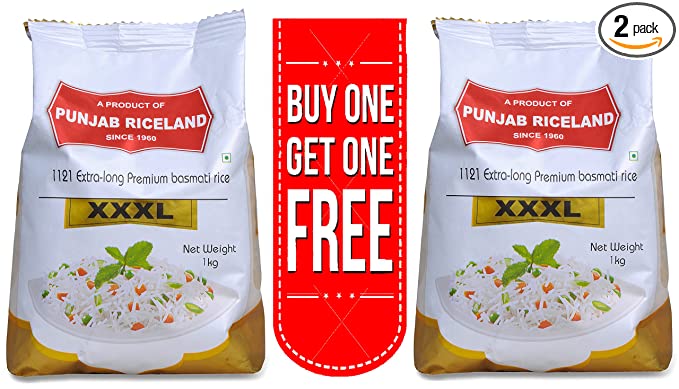 A PRODUCT OF
PUNJAB RICELAND
SINCE 1960
1121 Extra-long Premium basmati rice
XXXL
Net Weight
1kg
BUY ONE
GET ONE
FREE
2 pack
A PRODUCT OF
PUNJAB RICELAND
SINCE 1960
1121 Extra-long Premium basmati rice
XXXL
Net Weight
1kg